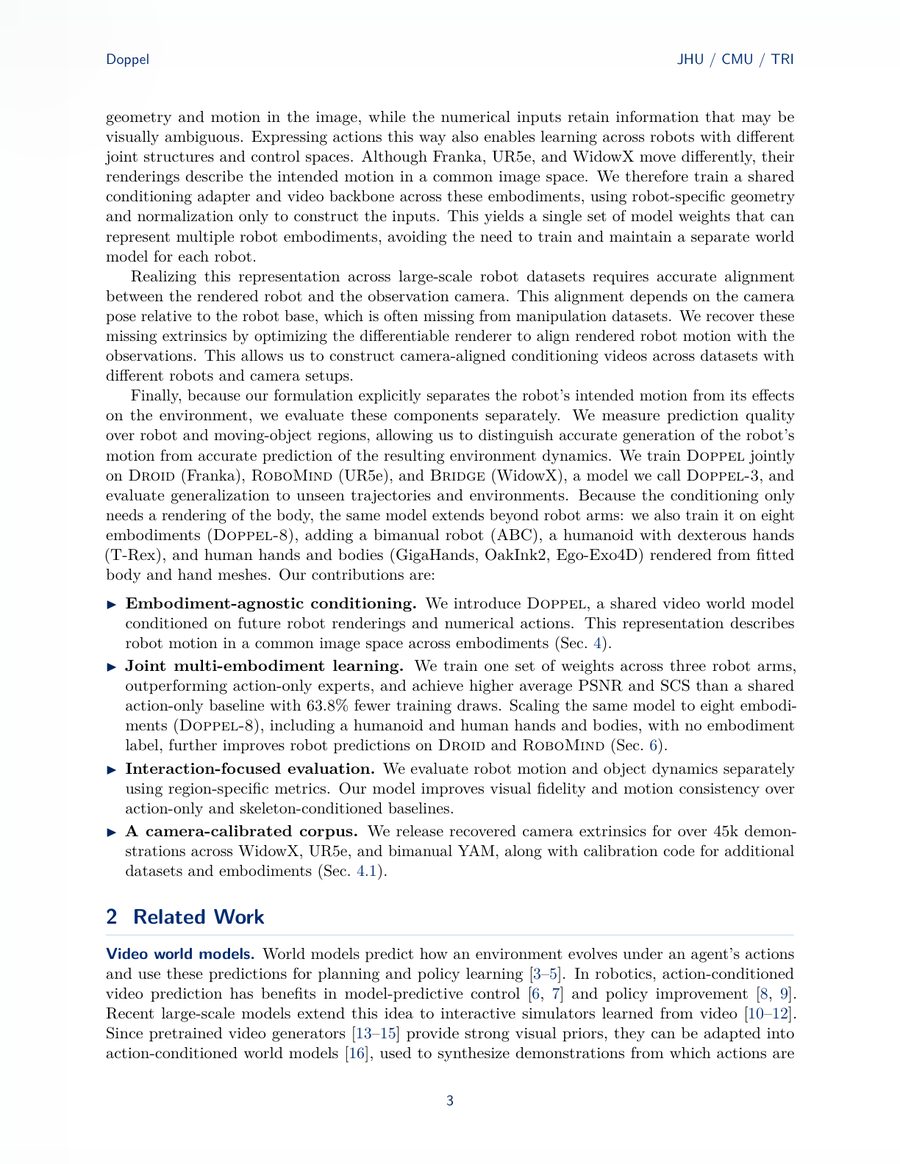 Doppel
JHU / CMU / TRI
geometry and motion in the image, while the numerical inputs retain information that may be
visually ambiguous. Expressing actions this way also enables learning across robots with different
joint structures and control spaces. Although Franka, UR5e, and WidowX move differently, their
renderings describe the intended motion in a common image space. We therefore train a shared
conditioning adapter and video backbone across these embodiments, using robot-specific geometry
and normalization only to construct the inputs. This yields a single set of model weights that can
represent multiple robot embodiments, avoiding the need to train and maintain a separate world
model for each robot.
Realizing this representation across large-scale robot datasets requires accurate alignment
between the rendered robot and the observation camera. This alignment depends on the camera
pose relative to the robot base, which is often missing from manipulation datasets. We recover these
missing extrinsics by optimizing the differentiable renderer to align rendered robot motion with the
observations. This allows us to construct camera-aligned conditioning videos across datasets with
different robots and camera setups.
Finally, because our formulation explicitly separates the robot's intended motion from its effects
on the environment, we evaluate these components separately. We measure prediction quality
over robot and moving-object regions, allowing us to distinguish accurate generation of the robot's
motion from accurate prediction of the resulting environment dynamics. We train Doppel jointly
on Droid (Franka), RoboMind (UR5e), and Bridge (WidowX), a model we call Doppel-3, and
evaluate generalization to unseen trajectories and environments. Because the conditioning only
needs a rendering of the body, the same model extends beyond robot arms: we also train it on eight
embodiments (Doppel-8), adding a bimanual robot (ABC), a humanoid with dexterous hands
(T-Rex), and human hands and bodies (GigaHands, OakInk2, Ego-Exo4D) rendered from fitted
body and hand meshes. Our contributions are:
▶ Embodiment-agnostic conditioning. We introduce Doppel, a shared video world model
conditioned on future robot renderings and numerical actions. This representation describes
robot motion in a common image space across embodiments (Sec. 4).
▶ Joint multi-embodiment learning. We train one set of weights across three robot arms,
outperforming action-only experts, and achieve higher average PSNR and SCS than a shared
action-only baseline with 63.8% fewer training draws. Scaling the same model to eight embodi-
ments (Doppel-8), including a humanoid and human hands and bodies, with no embodiment
label, further improves robot predictions on Droid and RoboMind (Sec. 6).
▶ Interaction-focused evaluation. We evaluate robot motion and object dynamics separately
using region-specific metrics. Our model improves visual fidelity and motion consistency over
action-only and skeleton-conditioned baselines.
▶ A camera-calibrated corpus. We release recovered camera extrinsics for over 45k demon-
strations across WidowX, UR5e, and bimanual YAM, along with calibration code for additional
datasets and embodiments (Sec. 4.1).
2 Related Work
Video world models. World models predict how an environment evolves under an agent's actions
and use these predictions for planning and policy learning [3–5]. In robotics, action-conditioned
video prediction has benefits in model-predictive control [6, 7] and policy improvement [8, 9].
Recent large-scale models extend this idea to interactive simulators learned from video [10–12].
Since pretrained video generators [13–15] provide strong visual priors, they can be adapted into
action-conditioned world models [16], used to synthesize demonstrations from which actions are
3